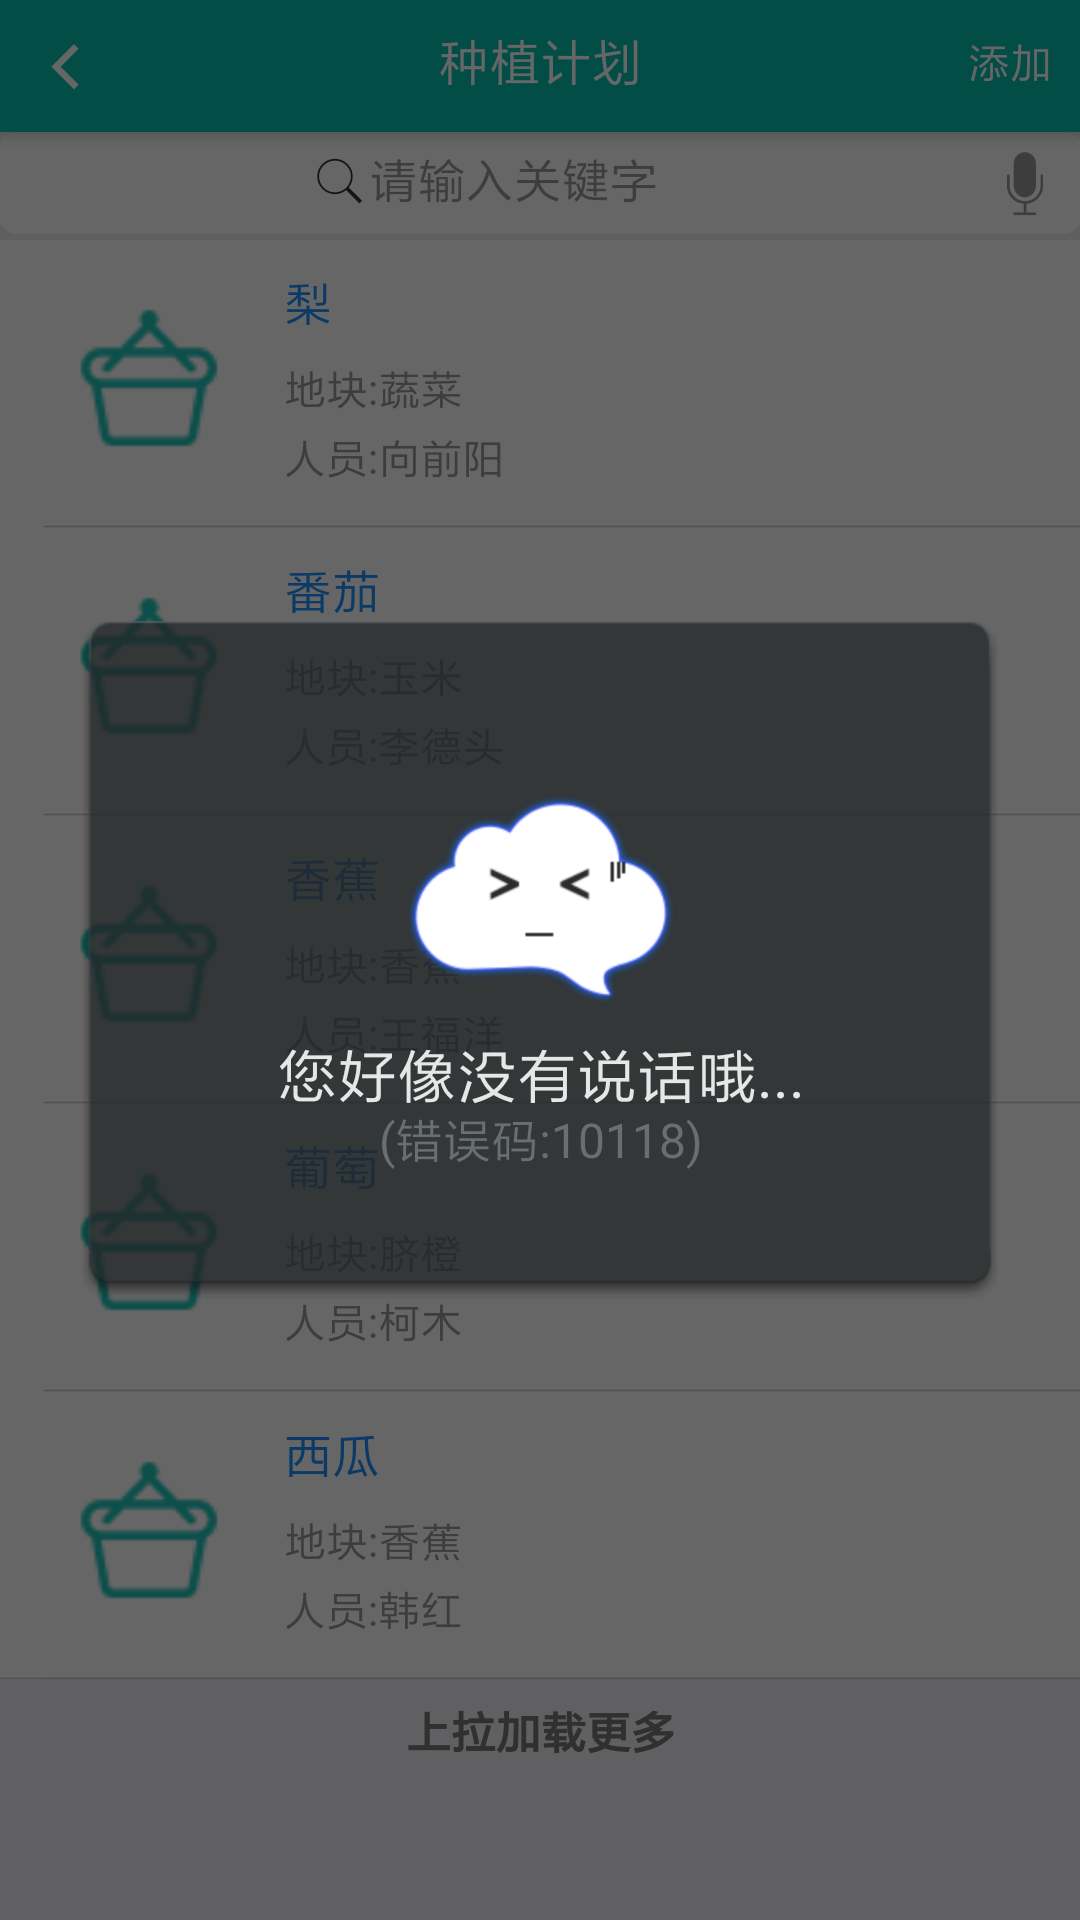 种植计划
添加
请输入关键字
梨
地块:蔬菜
人员:向前阳
番茄
地块:玉米
人员:李德头
香蕉
地块:香蕉
人员:王福洋
您好像没有说话哦...
(错误码:10118)
葡萄
地块:脐橙
人员:柯木
西瓜
地块:香蕉
人员:韩红
上拉加载更多